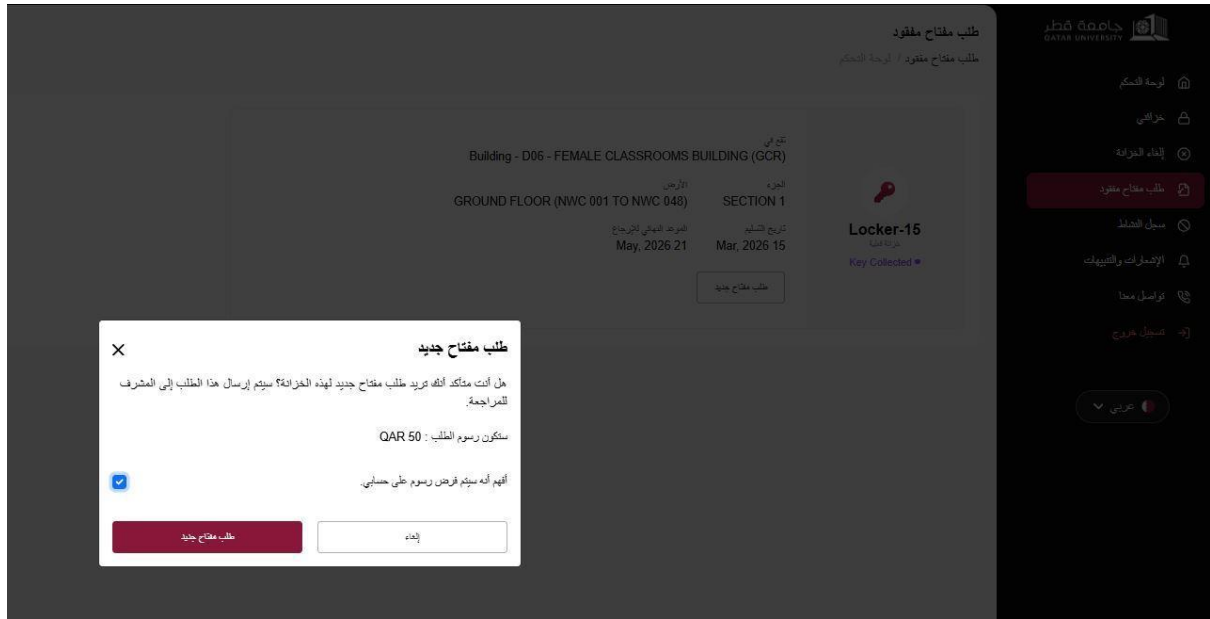 جامعة قطر
QATAR UNIVERSITY
لوحة التحكم
خزانتي
إلغاء الخزانة
طلب مفتاح مفقود
سجل النشاط
الإشعارات والتنبيهات
تواصل معنا
تسجيل خروج
عربي
طلب مفتاح مفقود
طلب مفتاح مفقود / لوحة التحكم
Locker-15
Key Collected
تقع في
Building - D06 - FEMALE CLASSROOMS BUILDING (GCR)
الجزء الأرض
SECTION 1 GROUND FLOOR (NWC 001 TO NWC 048)
تاريخ التسليم الموعد النهائي للإرجاع
Mar, 2026 15 May, 2026 21
طلب مفتاح جديد
طلب مفتاح جديد
هل أنت متأكد أنك تريد طلب مفتاح جديد لهذه الخزانة؟ سيتم إرسال هذا الطلب إلى المشرف
للمراجعة.
ستكون رسوم الطلب : QAR 50
أفهم أنه سيتم فرض رسوم على حسابي.
إلغاء طلب مفتاح جديد